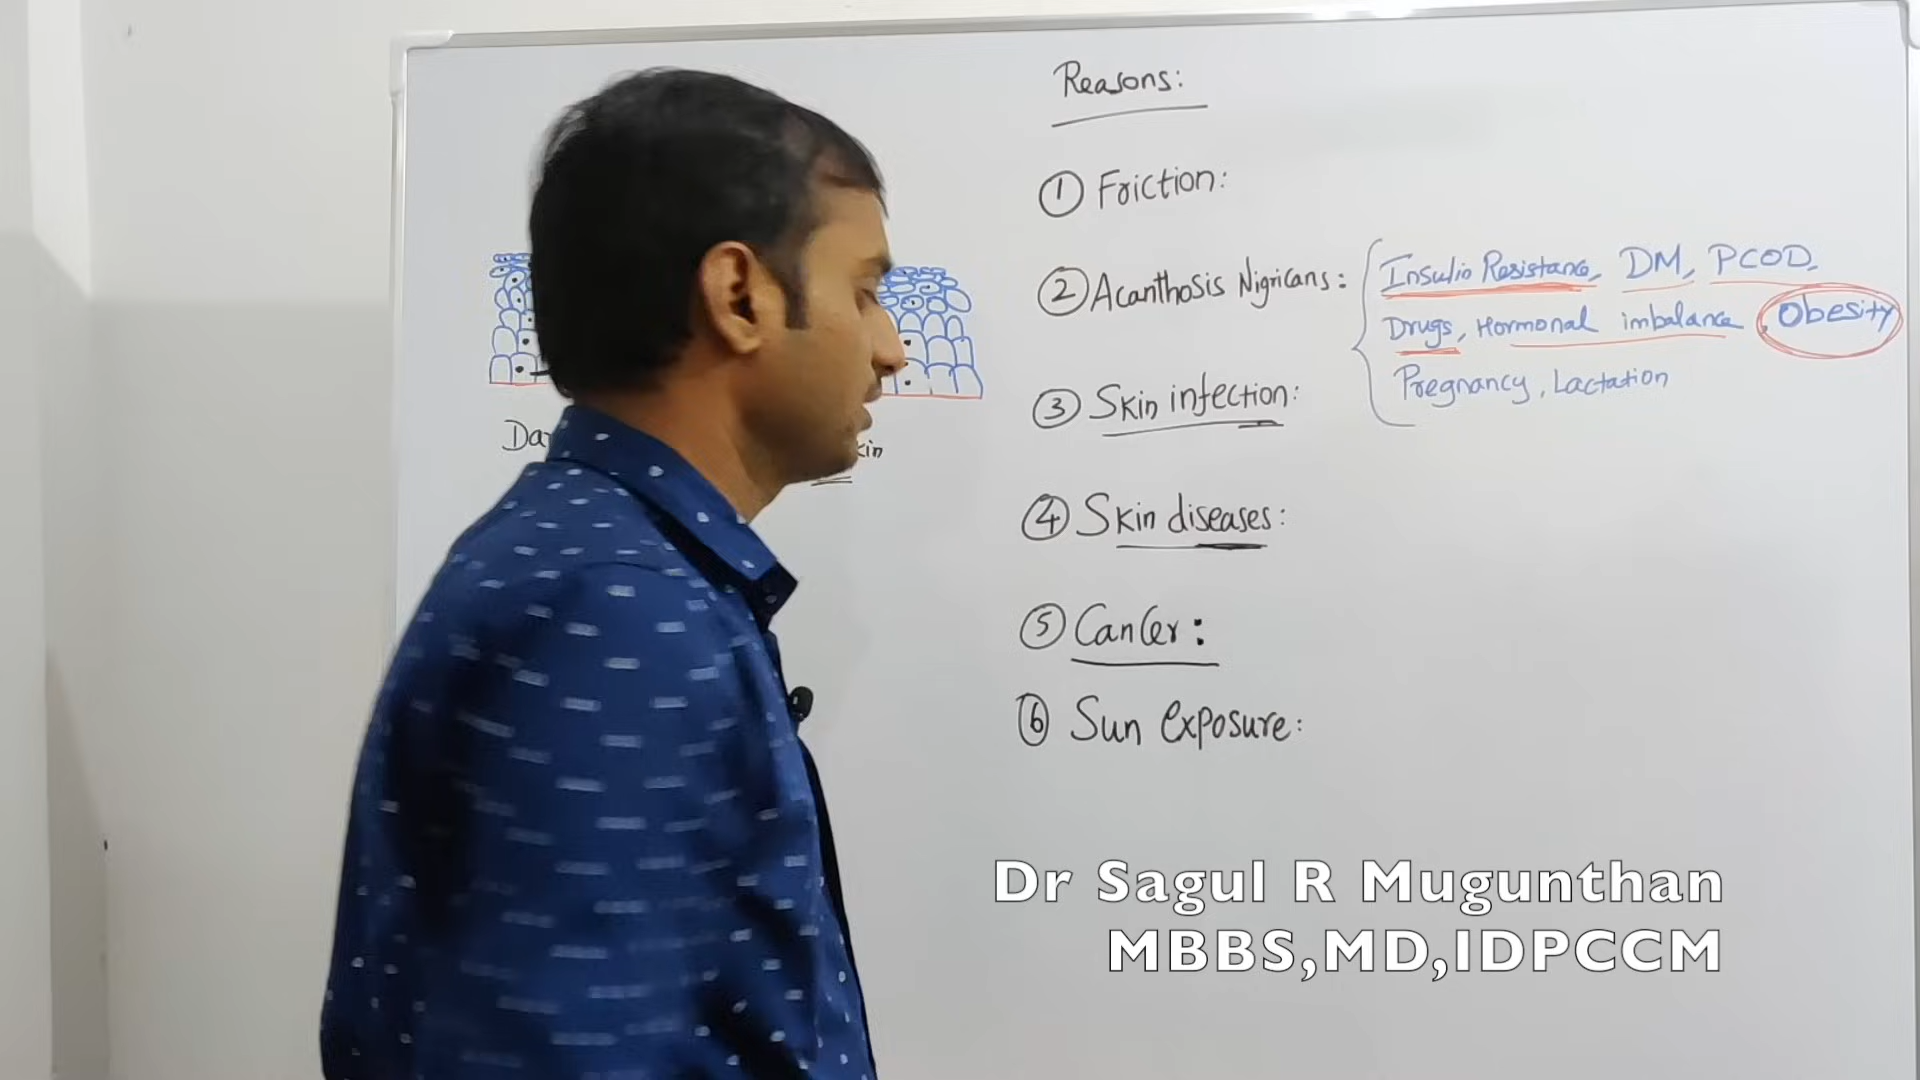 Reasons:
① Friction:
② Acanthosis Nigricans:
Insulin Resistance, DM, PCOD,
Drugs, Hormonal imbalance, Obesity
Pregnancy, Lactation
③ Skin infection:
④ Skin diseases:
⑤ Cancer:
⑥ Sun exposure:
Dr Sagul R Mugunthan
MBBS,MD,IDPCCM